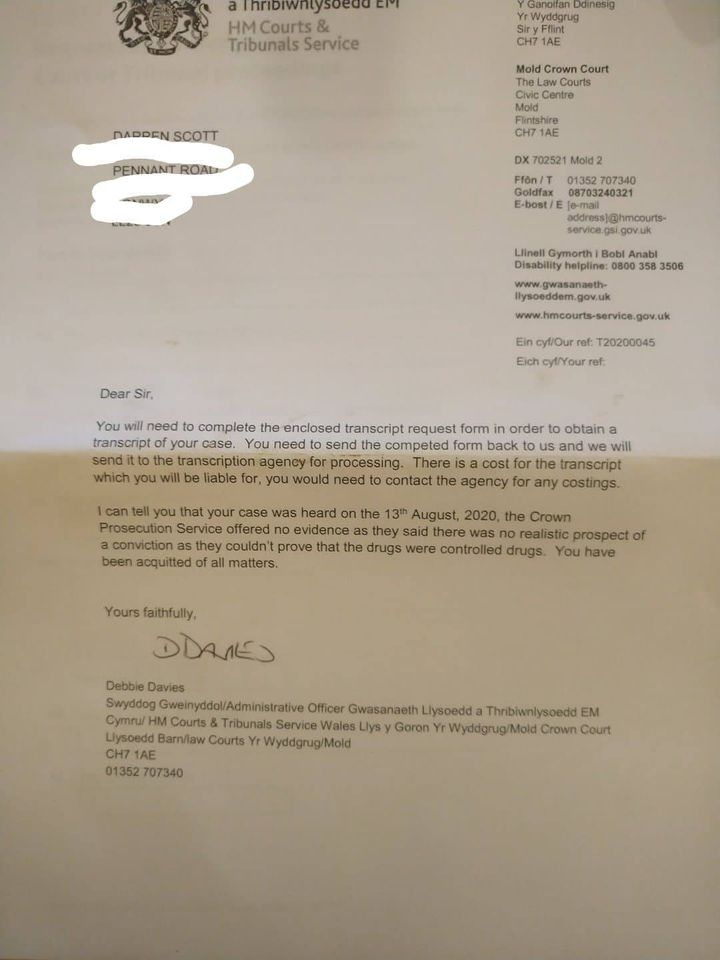 a Thribiwnlysoedd EM
HM Courts &
Tribunals Service
Y Ganolfan Ddinesig
Yr Wyddgrug
Sir y Fflint
CH7 1AE
Mold Crown Court
The Law Courts
Civic Centre
Mold
Flintshire
CH7 1AE
DARREN SCOTT
PENNANT ROAD
DX 702521 Mold 2
Ffôn / T 01352 707340
Goldfax 08703240321
E-bost / E [e-mail
address]@hmcourts-
service.gsi.gov.uk
Llinell Gymorth i Bobl Anabl
Disability helpline: 0800 358 3506
www.gwasanaeth-
llysoeddem.gov.uk
www.hmcourts-service.gov.uk
Ein cyf/Our ref: T20200045
Eich cyf/Your ref:
Dear Sir,
You will need to complete the enclosed transcript request form in order to obtain a
transcript of your case. You need to send the competed form back to us and we will
send it to the transcription agency for processing. There is a cost for the transcript
which you will be liable for, you would need to contact the agency for any costings.
I can tell you that your case was heard on the 13th August, 2020, the Crown
Prosecution Service offered no evidence as they said there was no realistic prospect of
a conviction as they couldn't prove that the drugs were controlled drugs. You have
been acquitted of all matters.
Yours faithfully,
D DAVIES
Debbie Davies
Swyddog Gweinyddol/Administrative Officer Gwasanaeth Llysoedd a Thribiwnlysoedd EM
Cymru/ HM Courts & Tribunals Service Wales Llys y Goron Yr Wyddgrug/Mold Crown Court
Llysoedd Barn/law Courts Yr Wyddgrug/Mold
CH7 1AE
01352 707340